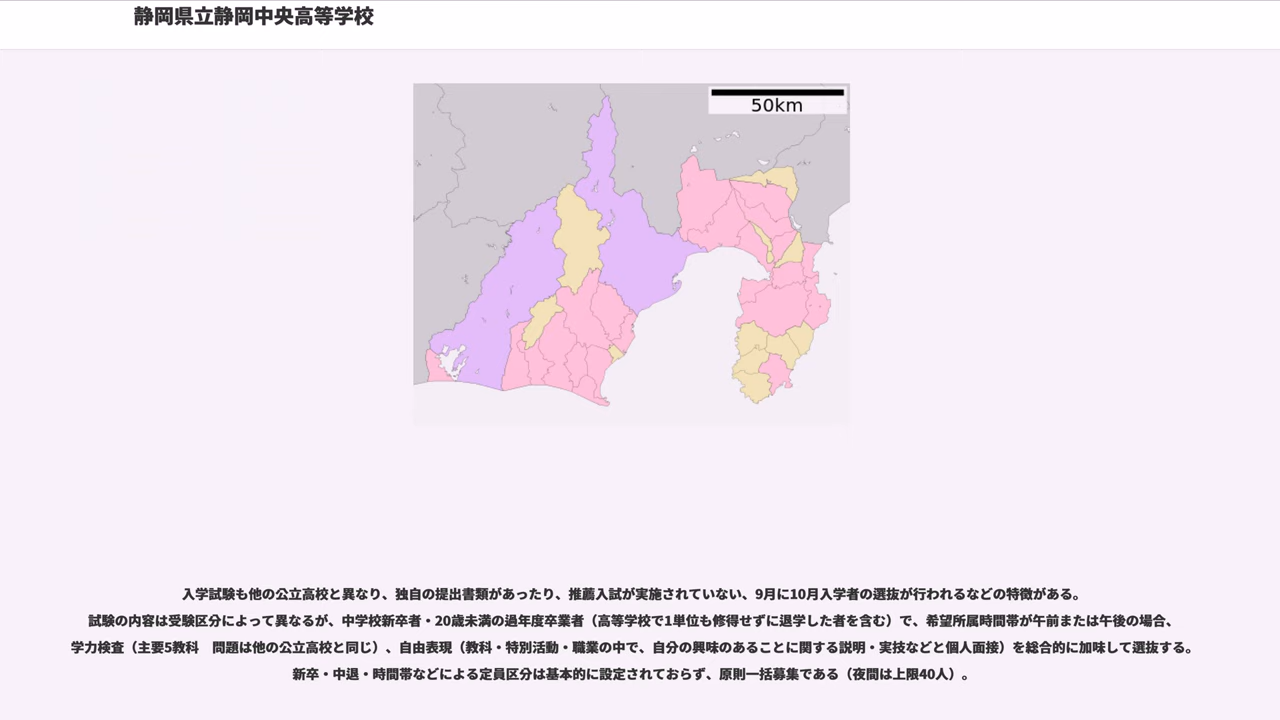 静岡県立静岡中央高等学校
50km
入学試験も他の公立高校と異なり、独自の提出書類があったり、推薦入試が実施されていない、9月に10月入学者の選抜が行われるなどの特徴がある。
試験の内容は受験区分によって異なるが、中学校新卒者・20歳未満の過年度卒業者（高等学校で1単位も修得せずに退学した者を含む）で、希望所属時間帯が午前または午後の場合、
学力検査（主要5教科　問題は他の公立高校と同じ）、自由表現（教科・特別活動・職業の中で、自分の興味のあることに関する説明・実技などと個人面接）を総合的に加味して選抜する。
新卒・中退・時間帯などによる定員区分は基本的に設定されておらず、原則一括募集である（夜間は上限40人）。